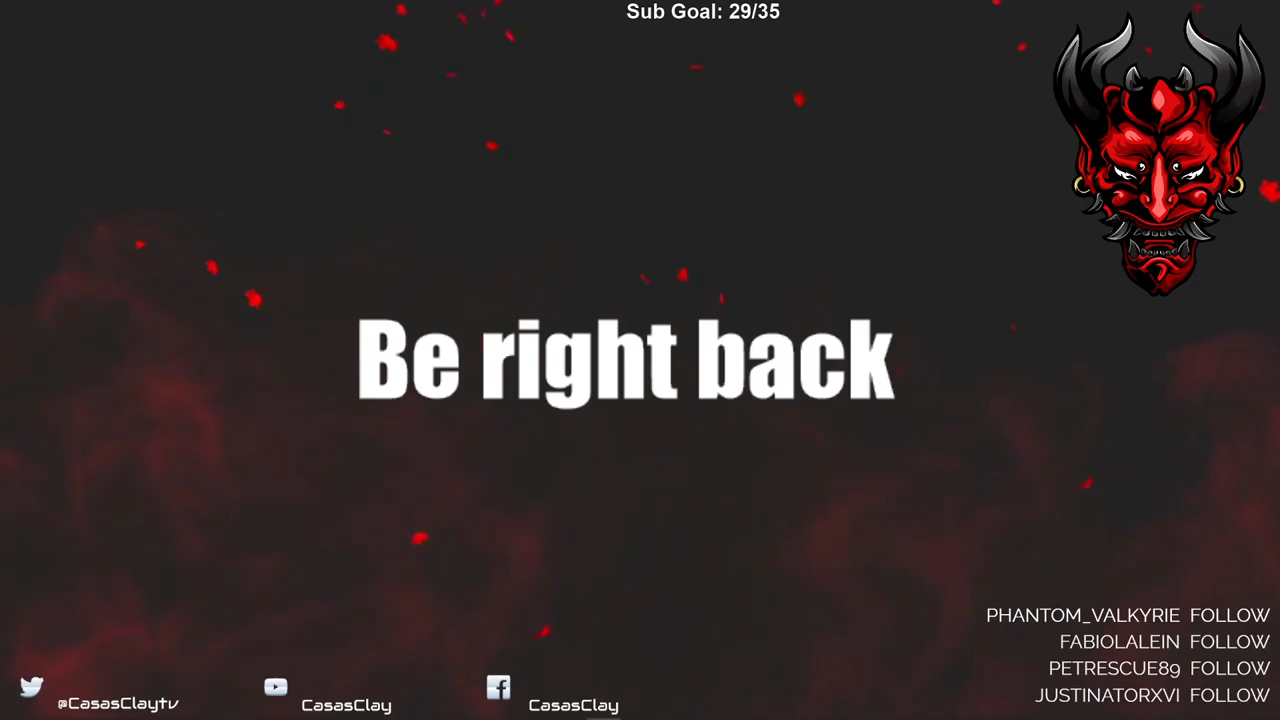 Sub Goal: 29/35
Be right back
PHANTOM_VALKYRIE FOLLOW
FABIOLALEIN FOLLOW
PETRESCUE89 FOLLOW
JUSTINATORXVI FOLLOW
@CasasClaytv
CasasClay
CasasClay